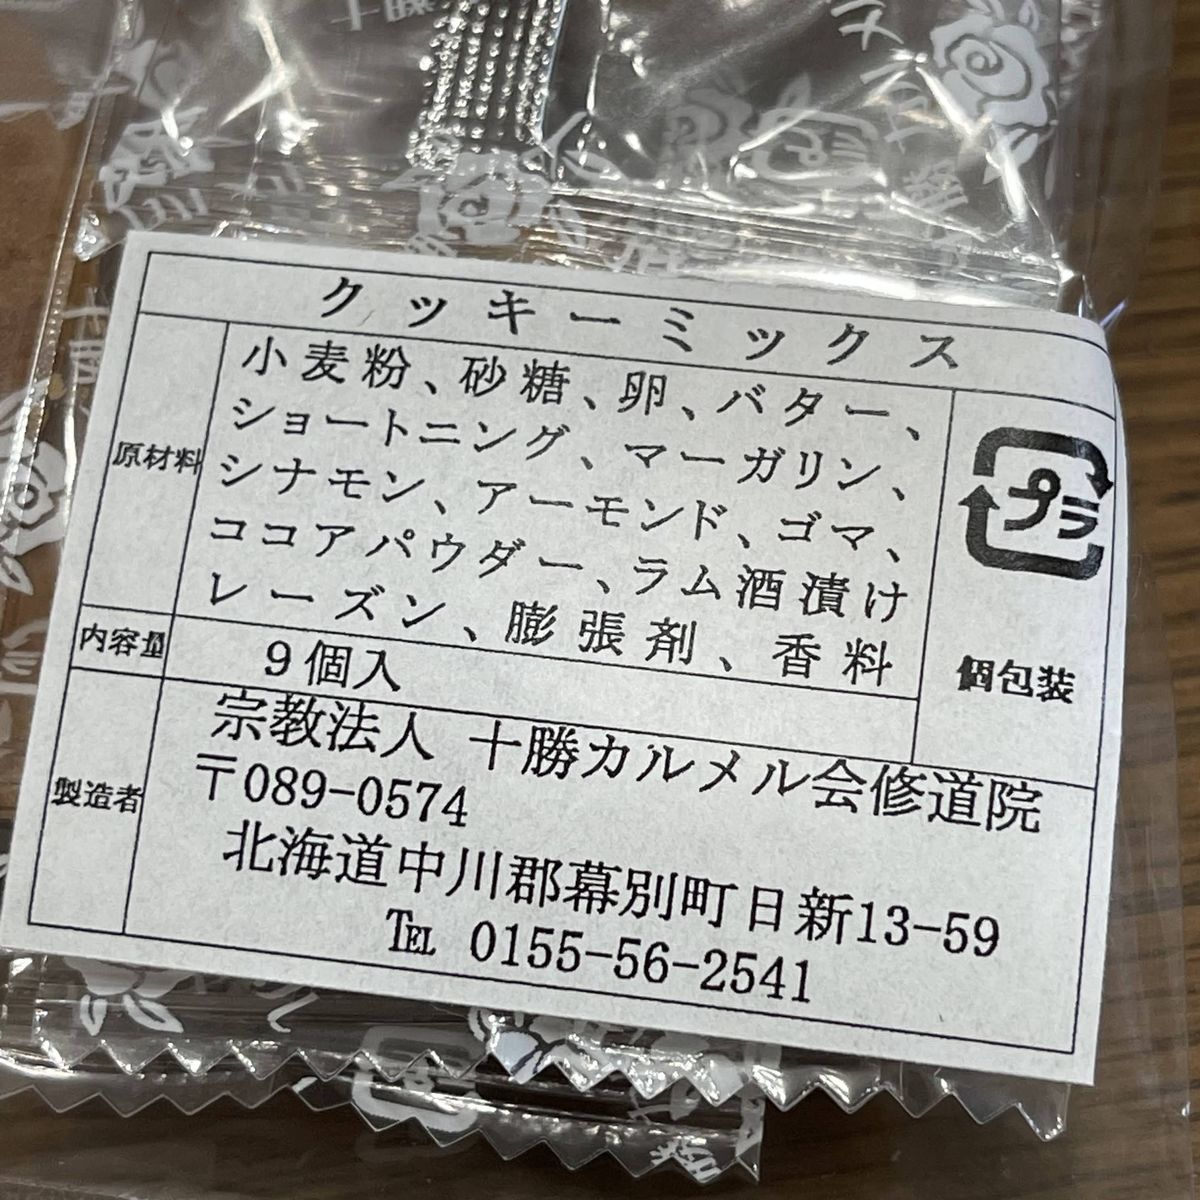 クッキーミックス
原材料
小麦粉、砂糖、卵、バター、
ショートニング、マーガリン、
シナモン、アーモンド、ゴマ、
ココアパウダー、ラム酒漬け
レーズン、膨張剤、香料
プラ
個包装
内容量
9個入
製造者
宗教法人 十勝カルメル会修道院
〒089-0574
北海道中川郡幕別町日新13-59
℡ 0155-56-2541